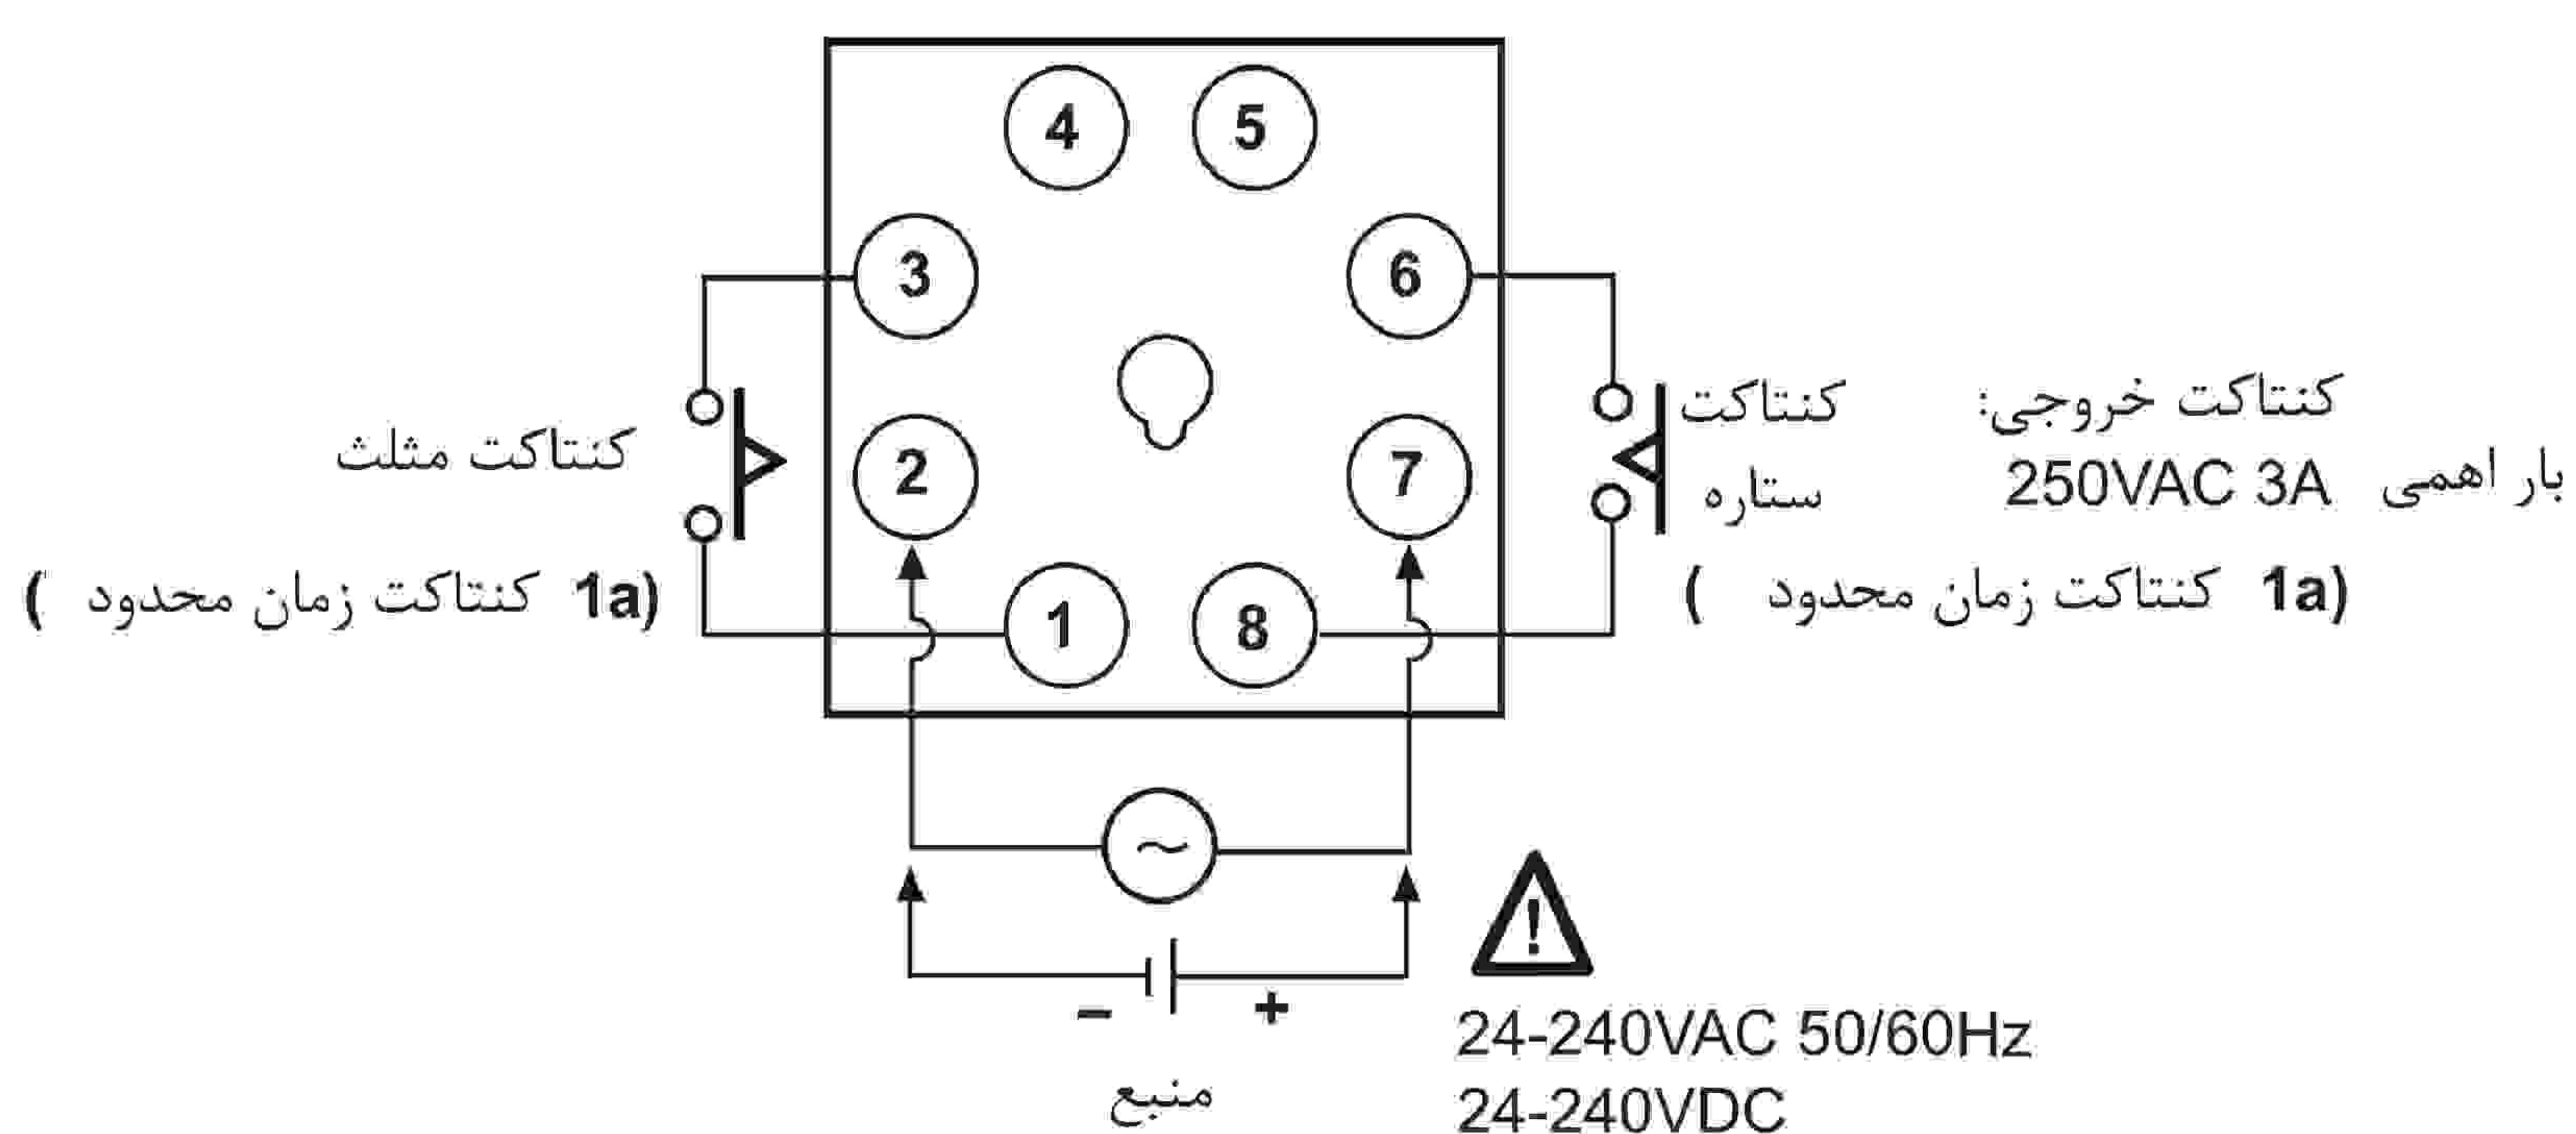 4 5
3 6
2 7
1 8
کنتاکت مثلث
(1a کنتاکت زمان محدود )
کنتاکت
ستاره
کنتاکت خروجی:
250VAC 3A بار اهمی
(1a کنتاکت زمان محدود )
~
!
− +
منبع
24-240VAC 50/60Hz
24-240VDC